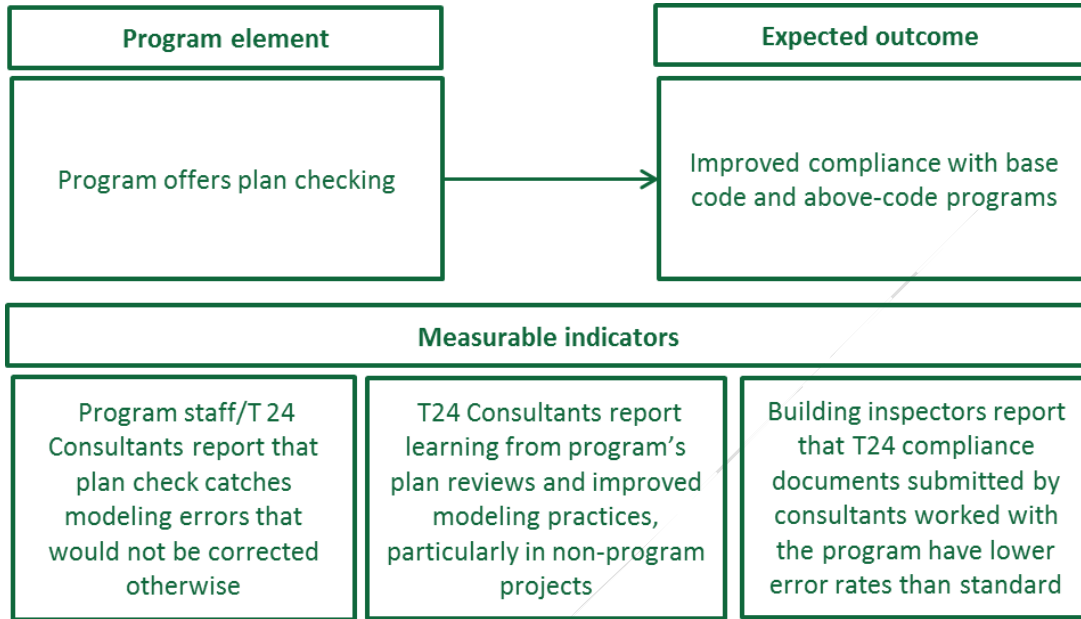 Program element
Expected outcome
Program offers plan checking
Improved compliance with base
code and above-code programs
Measurable indicators
Program staff/T 24
Consultants report that
plan check catches
modeling errors that
would not be corrected
otherwise
T24 Consultants report
learning from program's
plan reviews and improved
modeling practices,
particularly in non-program
projects
Building inspectors report
that T24 compliance
documents submitted by
consultants worked with
the program have lower
error rates than standard